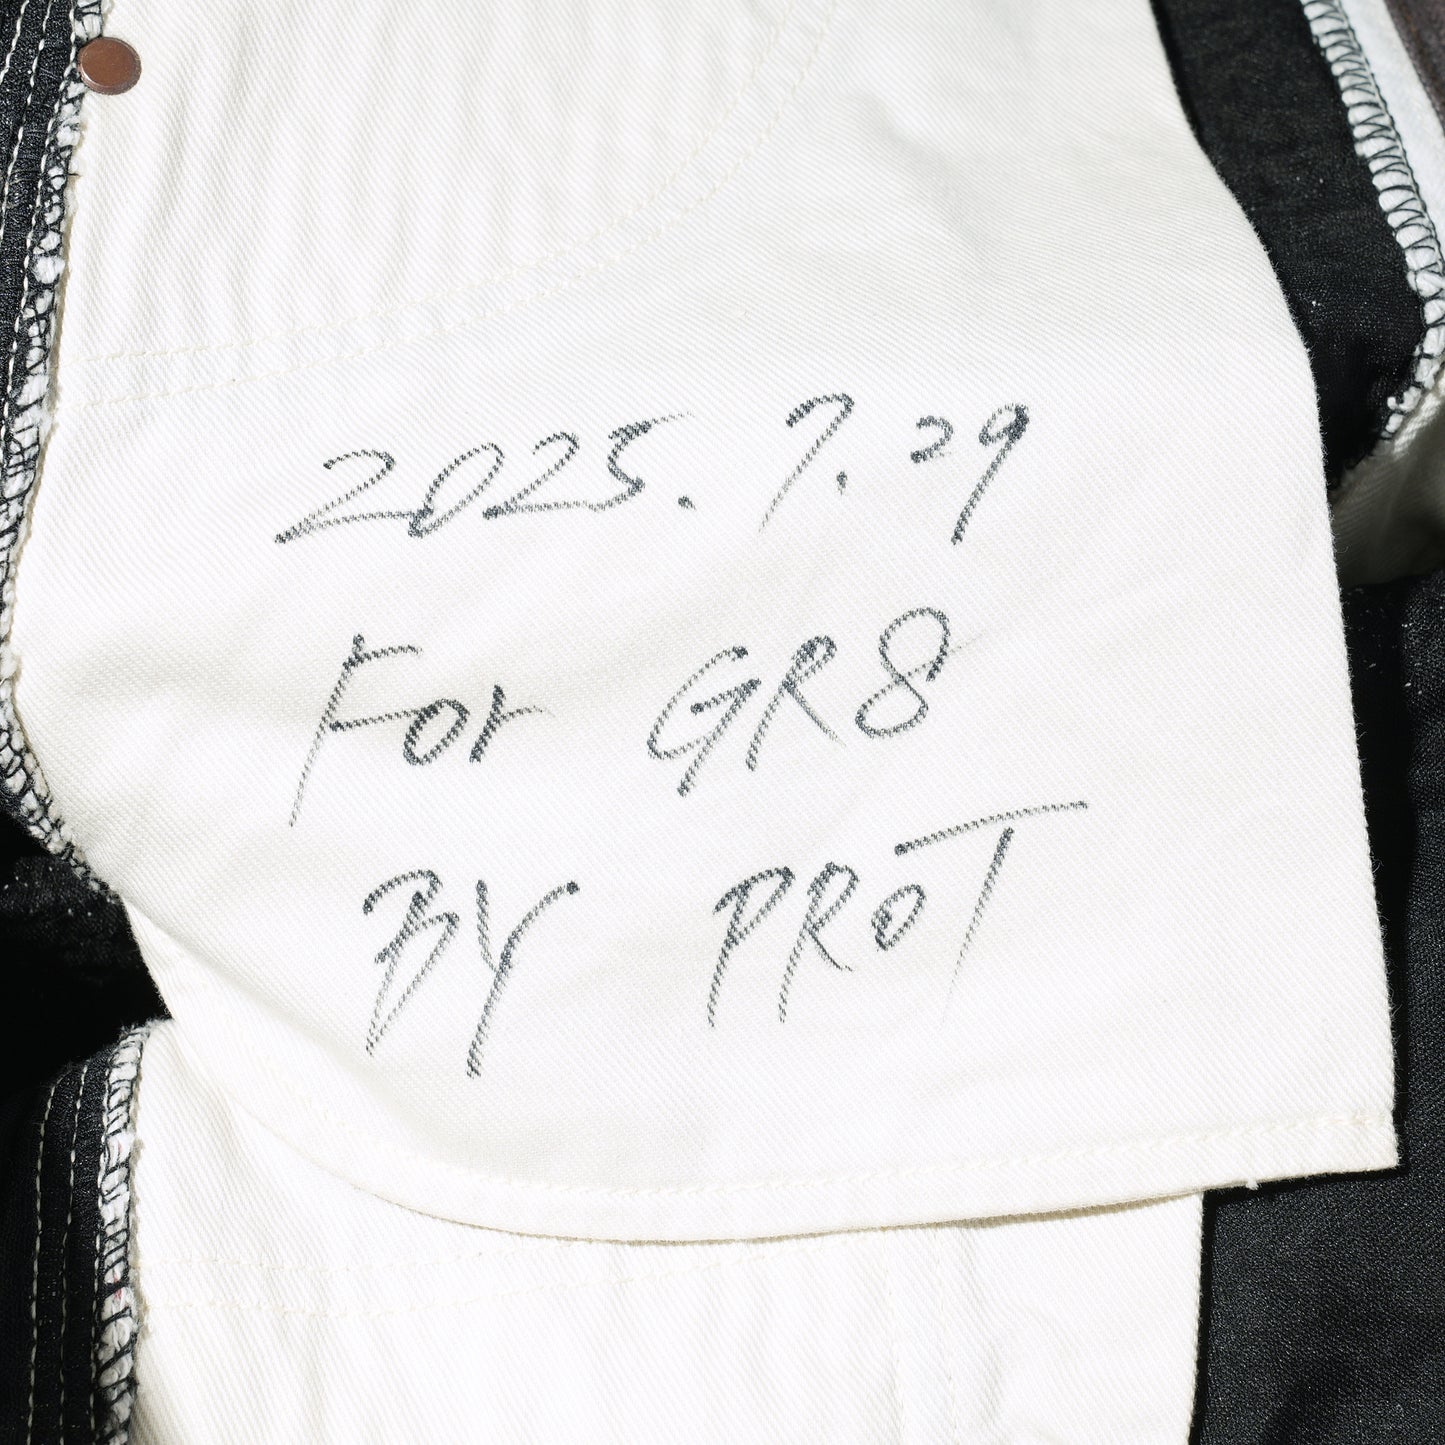 2025. 7. 29
For GR8
BY PROT